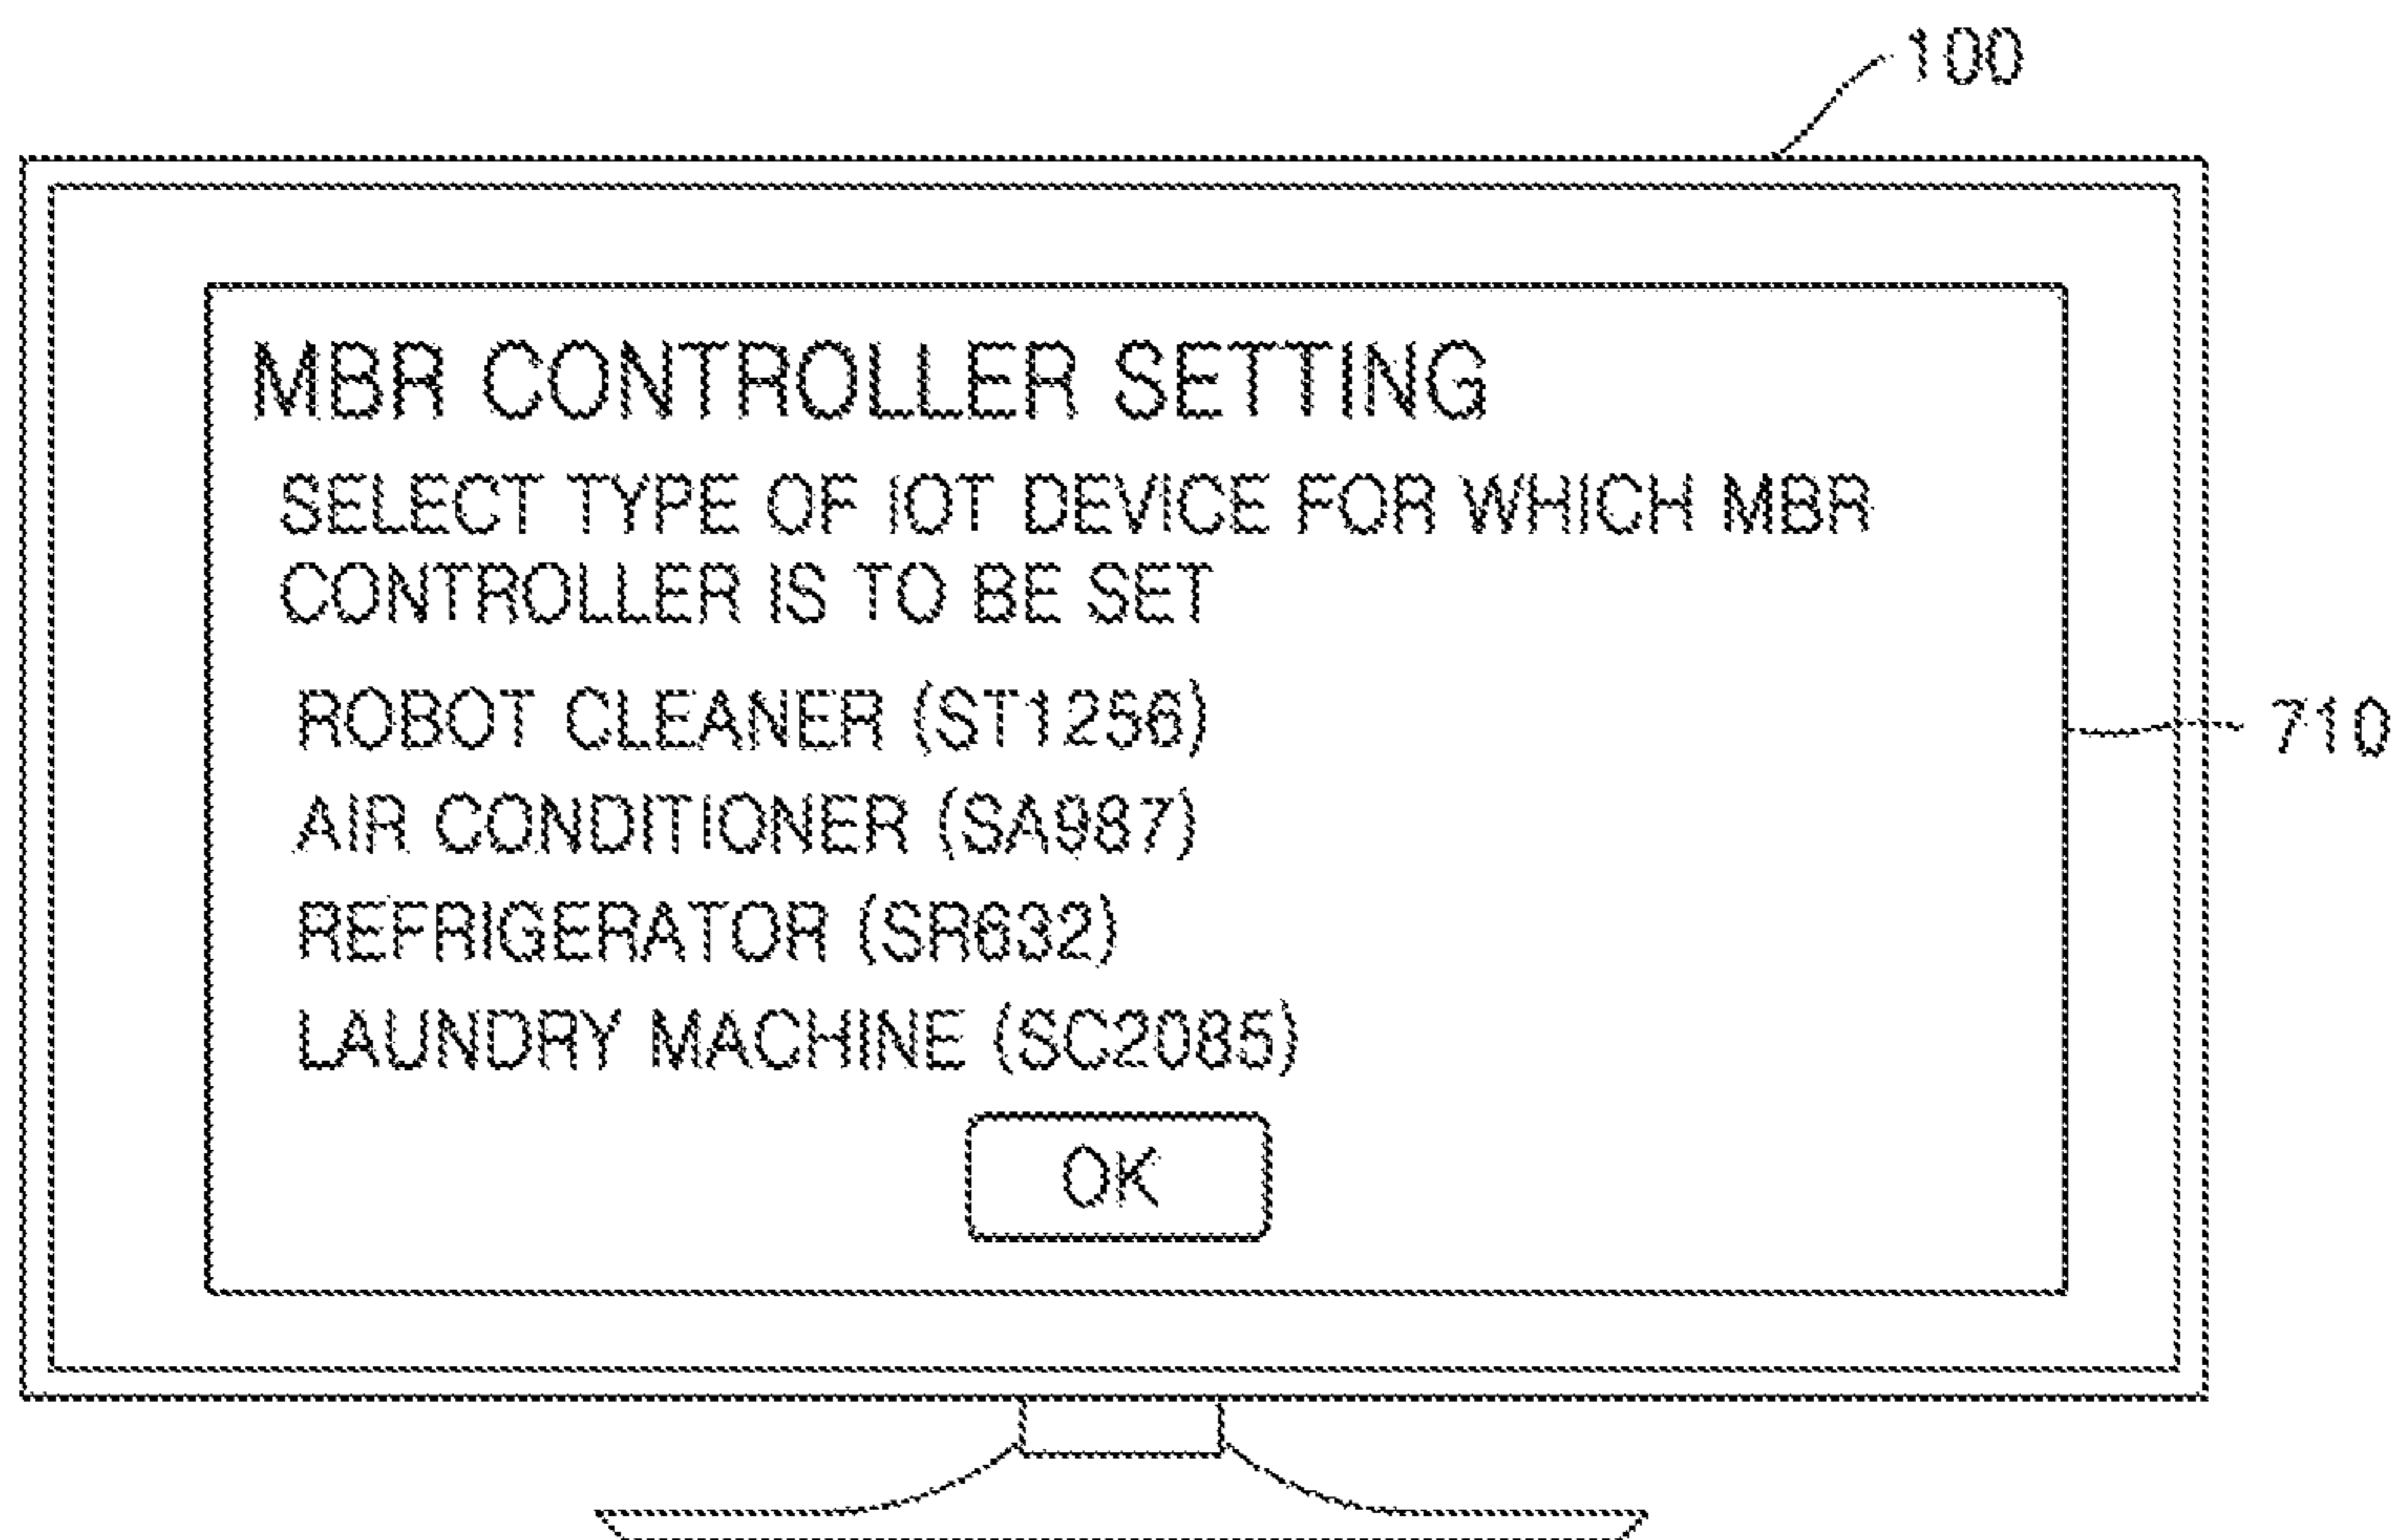 100
MBR CONTROLLER SETTING
SELECT TYPE OF IOT DEVICE FOR WHICH MBR
CONTROLLER IS TO BE SET
ROBOT CLEANER (ST1256)
710
AIR CONDITIONER (SA987)
REFRIGERATOR (SR632)
LAUNDRY MACHINE (SC2085)
OK